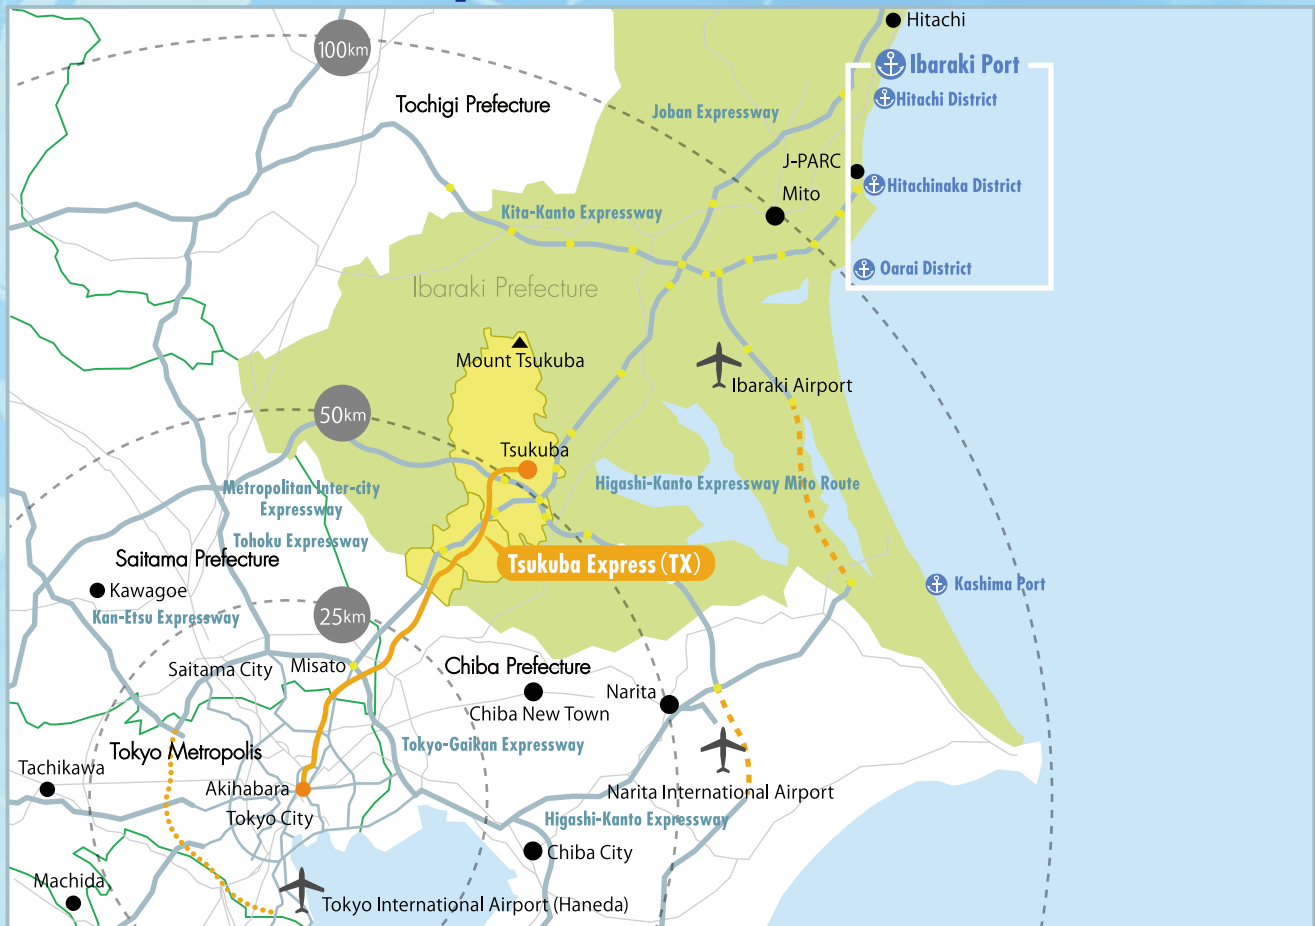 Hitachi
100km
Ibaraki Port
Hitachi District
Tochigi Prefecture
Joban Expressway
J-PARC
Hitachinaka District
Mito
Kita-Kanto Expressway
Oarai District
Ibaraki Prefecture
Mount Tsukuba
Ibaraki Airport
50km
Tsukuba
Higashi-Kanto Expressway Mito Route
Metropolitan Inter-city
Expressway
Tohoku Expressway
Saitama Prefecture
Tsukuba Express (TX)
Kawagoe
Kashima Port
Kan-Etsu Expressway
25km
Saitama City
Misato
Chiba Prefecture
Narita
Chiba New Town
Tokyo Metropolis
Tokyo-Gaikan Expressway
Tachikawa
Akihabara
Narita International Airport
Tokyo City
Higashi-Kanto Expressway
Chiba City
Machida
Tokyo International Airport (Haneda)